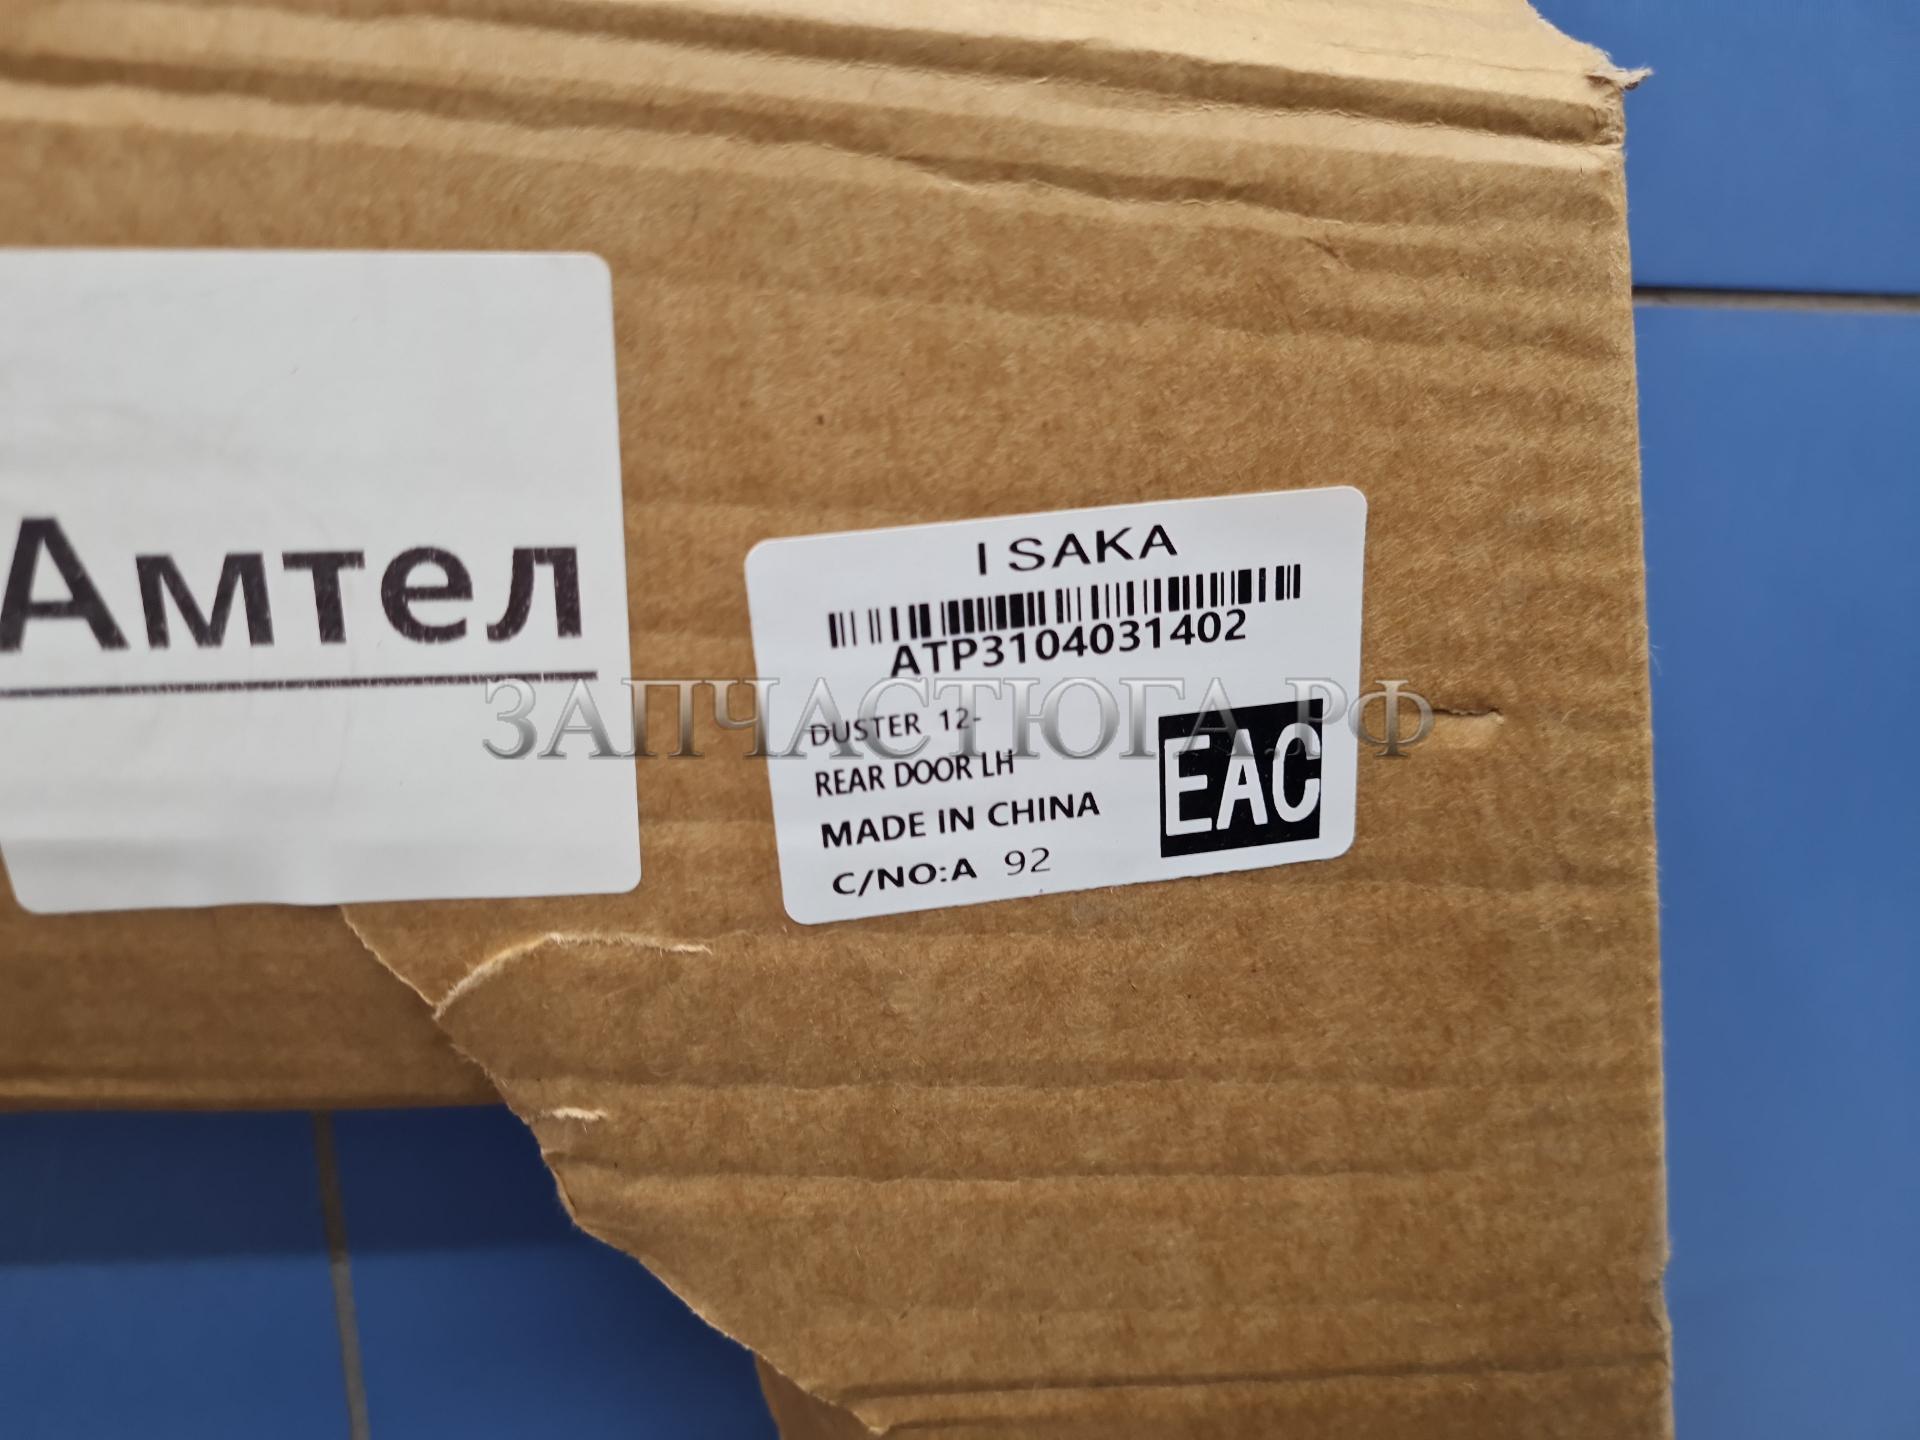 Амтел
I SAKA
ATP3104031402
DUSTER 12-
REAR DOOR LH
MADE IN CHINA
C/NO:A 92
EAC
ЗАПЧАСТЮГА.РФ